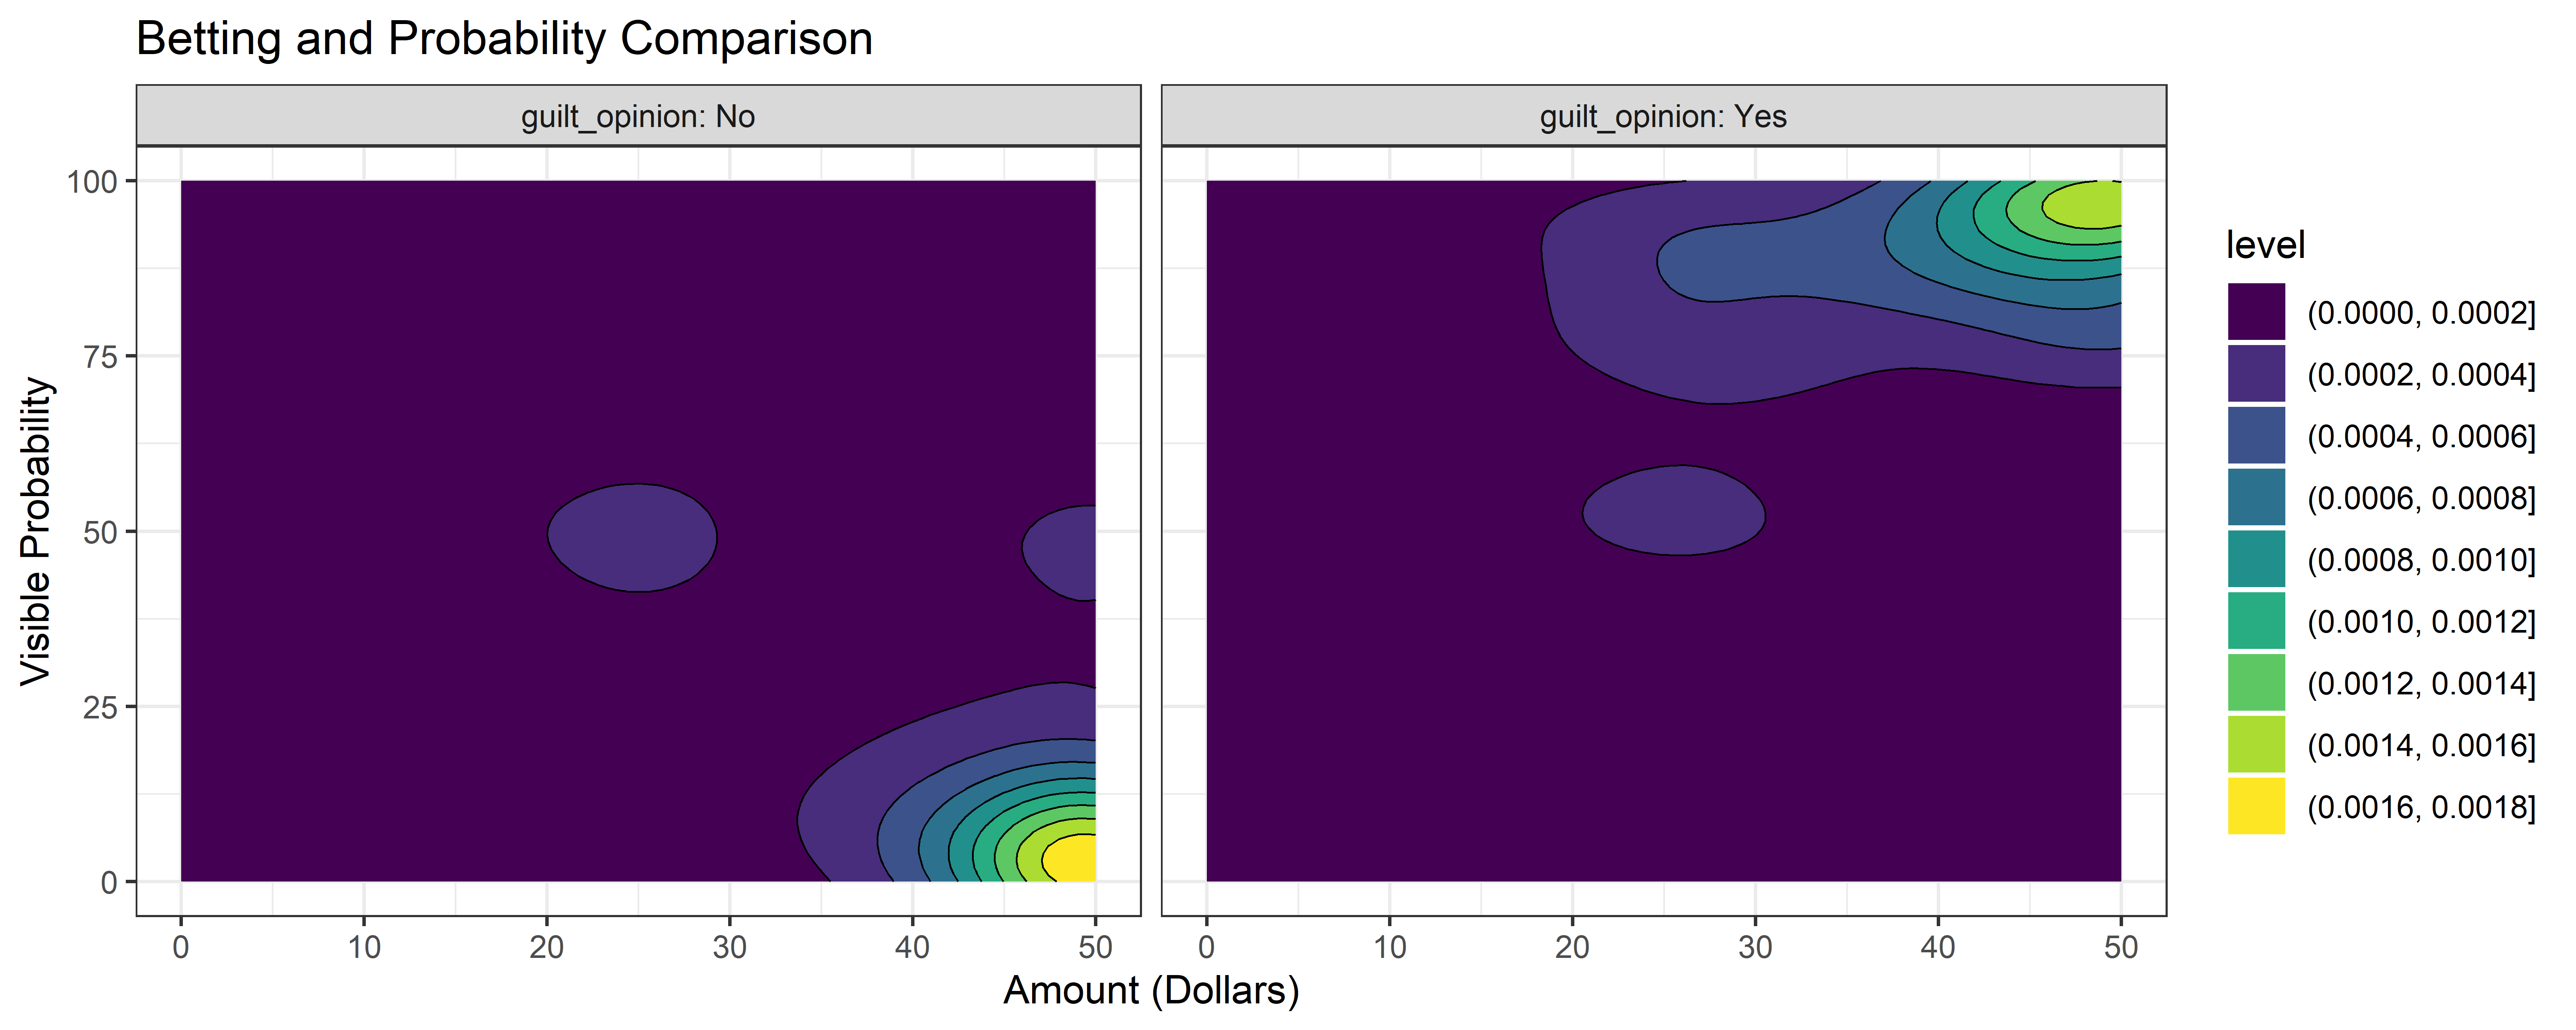 Betting and Probability Comparison
guilt_opinion: No
guilt_opinion: Yes
Visible Probability
100
75
50
25
0
0 10 20 30 40 50
0 10 20 30 40 50
Amount (Dollars)
level
(0.0000, 0.0002]
(0.0002, 0.0004]
(0.0004, 0.0006]
(0.0006, 0.0008]
(0.0008, 0.0010]
(0.0010, 0.0012]
(0.0012, 0.0014]
(0.0014, 0.0016]
(0.0016, 0.0018]